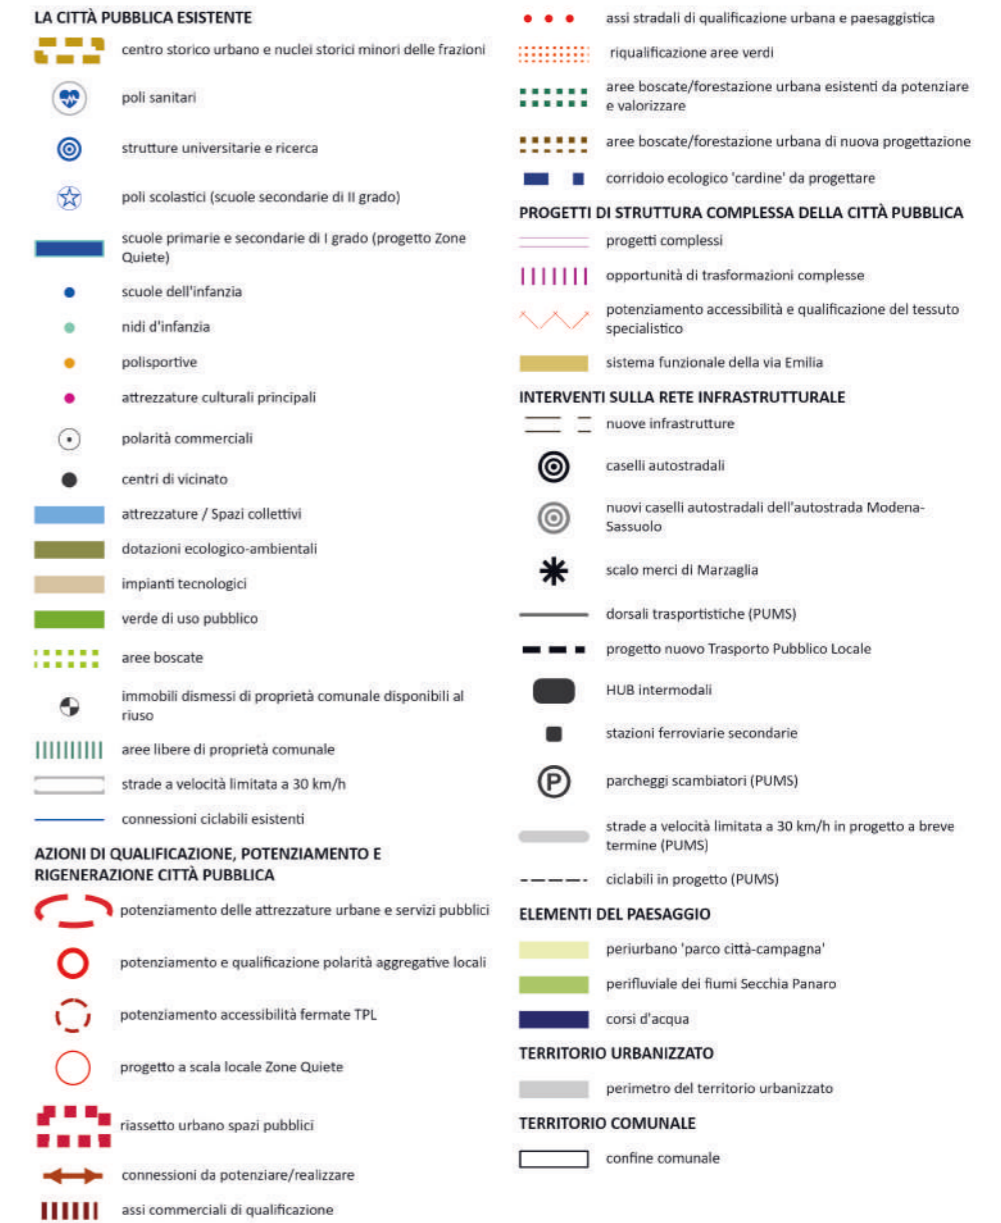 LA CITTÀ PUBBLICA ESISTENTE
centro storico urbano e nuclei storici minori delle frazioni
poli sanitari
strutture universitarie e ricerca
poli scolastici (scuole secondarie di II grado)
scuole primarie e secondarie di I grado (progetto Zone
Quiete)
scuole dell'infanzia
nidi d'infanzia
polisportive
attrezzature culturali principali
polarità commerciali
centri di vicinato
attrezzature / Spazi collettivi
dotazioni ecologico-ambientali
impianti tecnologici
verde di uso pubblico
aree boscate
immobili dismessi di proprietà comunale disponibili al
riuso
aree libere di proprietà comunale
strade a velocità limitata a 30 km/h
connessioni ciclabili esistenti
AZIONI DI QUALIFICAZIONE, POTENZIAMENTO E
RIGENERAZIONE CITTÀ PUBBLICA
potenziamento delle attrezzature urbane e servizi pubblici
potenziamento e qualificazione polarità aggregative locali
potenziamento accessibilità fermate TPL
progetto a scala locale Zone Quiete
riassetto urbano spazi pubblici
connessioni da potenziare/realizzare
assi commerciali di qualificazione
assi stradali di qualificazione urbana e paesaggistica
riqualificazione aree verdi
aree boscate/forestazione urbana esistenti da potenziare
e valorizzare
aree boscate/forestazione urbana di nuova progettazione
corridoio ecologico 'cardine' da progettare
PROGETTI DI STRUTTURA COMPLESSA DELLA CITTÀ PUBBLICA
progetti complessi
opportunità di trasformazioni complesse
potenziamento accessibilità e qualificazione del tessuto
specialistico
sistema funzionale della via Emilia
INTERVENTI SULLA RETE INFRASTRUTTURALE
nuove infrastrutture
caselli autostradali
nuovi caselli autostradali dell'autostrada Modena-
Sassuolo
scalo merci di Marzaglia
dorsali trasportistiche (PUMS)
progetto nuovo Trasporto Pubblico Locale
HUB intermodali
stazioni ferroviarie secondarie
P
parcheggi scambiatori (PUMS)
strade a velocità limitata a 30 km/h in progetto a breve
termine (PUMS)
ciclabili in progetto (PUMS)
ELEMENTI DEL PAESAGGIO
periurbano 'parco città-campagna'
perifluviale dei fiumi Secchia Panaro
corsi d'acqua
TERRITORIO URBANIZZATO
perimetro del territorio urbanizzato
TERRITORIO COMUNALE
confine comunale